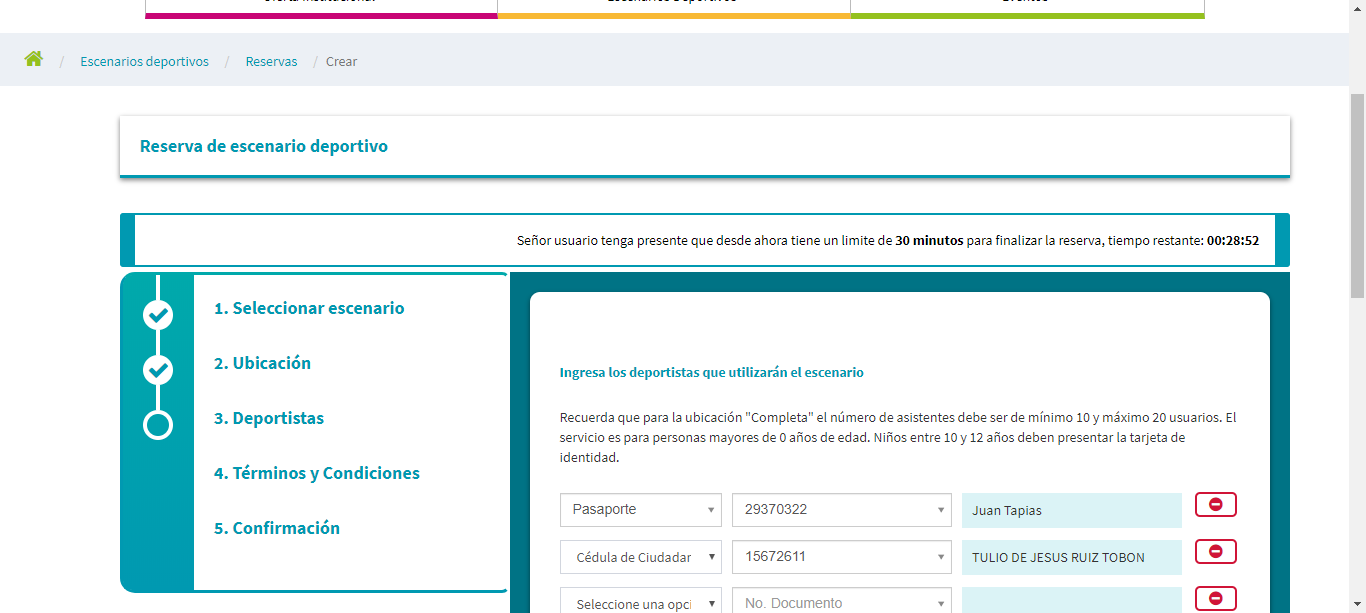 Oferta Institucional
Escenarios Deportivos
Eventos
/ Escenarios deportivos / Reservas / Crear
Reserva de escenario deportivo
Señor usuario tenga presente que desde ahora tiene un limite de 30 minutos para finalizar la reserva, tiempo restante: 00:28:52
1. Seleccionar escenario
2. Ubicación
3. Deportistas
4. Términos y Condiciones
5. Confirmación
Ingresa los deportistas que utilizarán el escenario
Recuerda que para la ubicación "Completa" el número de asistentes debe ser de mínimo 10 y máximo 20 usuarios. El
servicio es para personas mayores de 0 años de edad. Niños entre 10 y 12 años deben presentar la tarjeta de
identidad.
Pasaporte 29370322 Juan Tapias
Cédula de Ciudadar 15672611 TULIO DE JESUS RUIZ TOBON
Seleccione una opci No. Documento